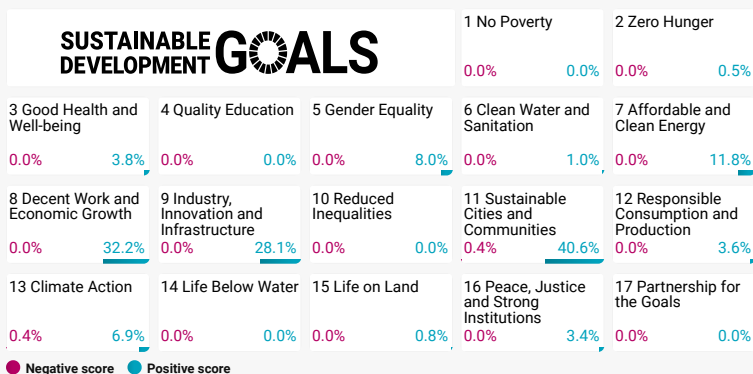 SUSTAINABLE
DEVELOPMENT
GOALS
1 No Poverty
0.0% 0.0%
2 Zero Hunger
0.0% 0.5%
3 Good Health and
Well-being
0.0% 3.8%
4 Quality Education
0.0% 0.0%
5 Gender Equality
0.0% 8.0%
6 Clean Water and
Sanitation
0.0% 1.0%
7 Affordable and
Clean Energy
0.0% 11.8%
8 Decent Work and
Economic Growth
0.0% 32.2%
9 Industry,
Innovation and
Infrastructure
0.0% 28.1%
10 Reduced
Inequalities
0.0% 0.0%
11 Sustainable
Cities and
Communities
0.4% 40.6%
12 Responsible
Consumption and
Production
0.0% 3.6%
13 Climate Action
0.4% 6.9%
14 Life Below Water
0.0% 0.0%
15 Life on Land
0.0% 0.8%
16 Peace, Justice
and Strong
Institutions
0.0% 3.4%
17 Partnership for
the Goals
0.0% 0.0%
Negative score Positive score